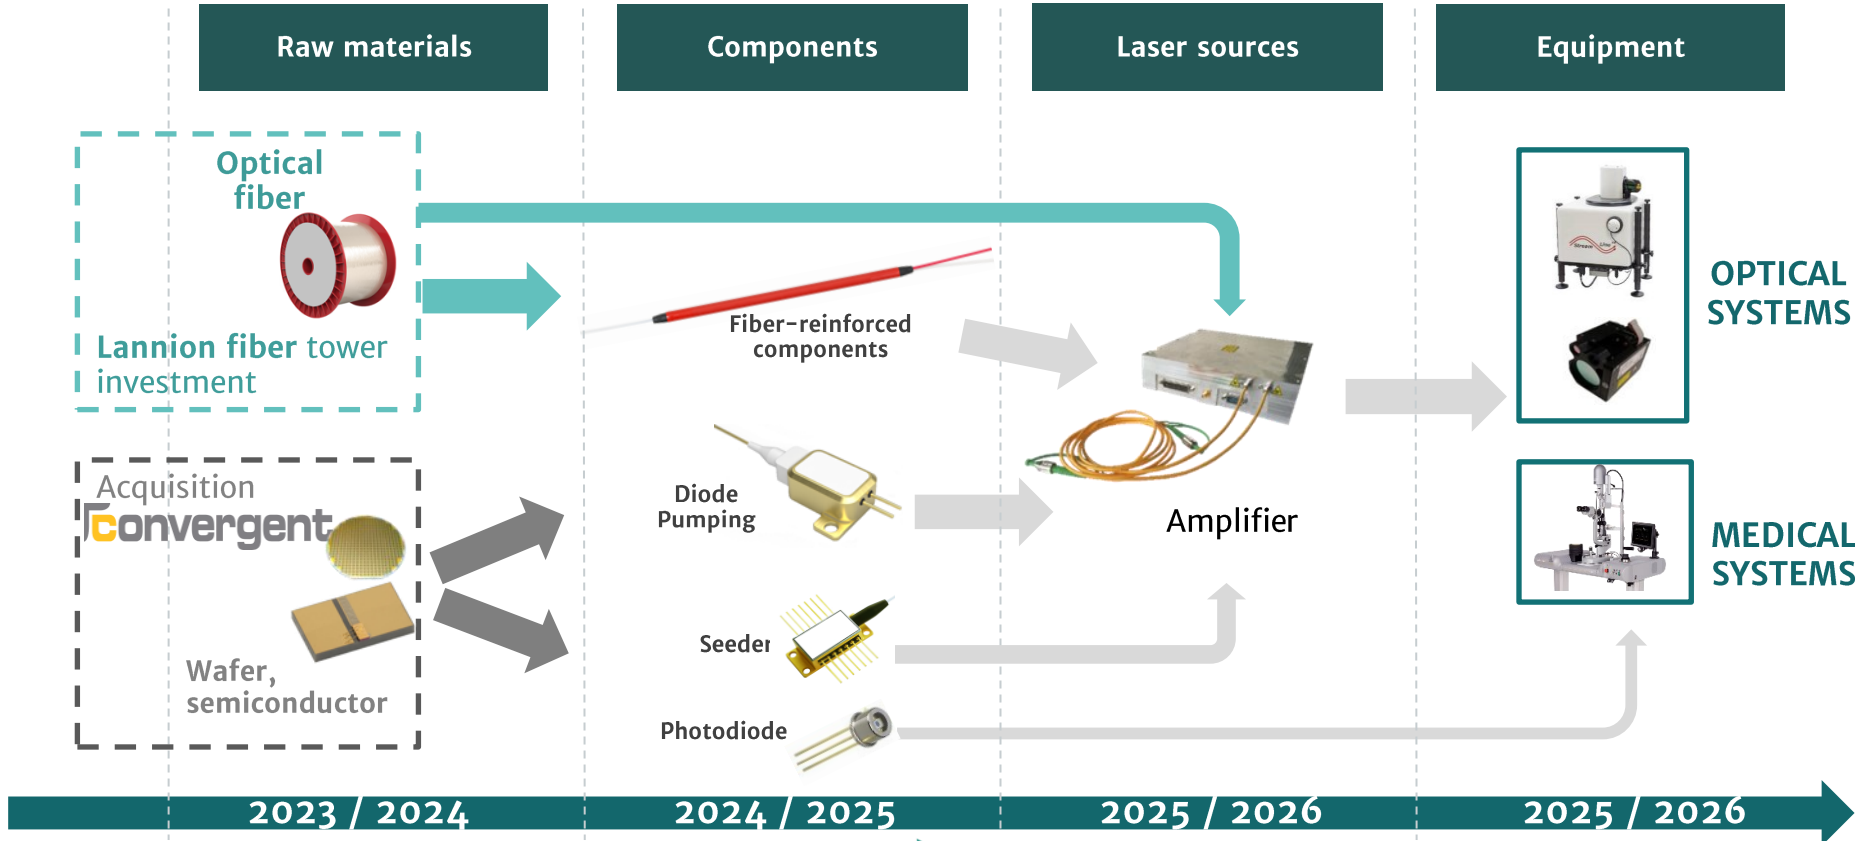 Raw materials
Components
Laser sources
Equipment
Optical
fiber
Lannion fiber tower
investment
Fiber-reinforced
components
OPTICAL
SYSTEMS
Acquisition
convergent
Diode
Pumping
Amplifier
MEDICAL
SYSTEMS
Wafer,
semiconductor
Seeder
Photodiode
2023 / 2024
2024 / 2025
2025 / 2026
2025 / 2026